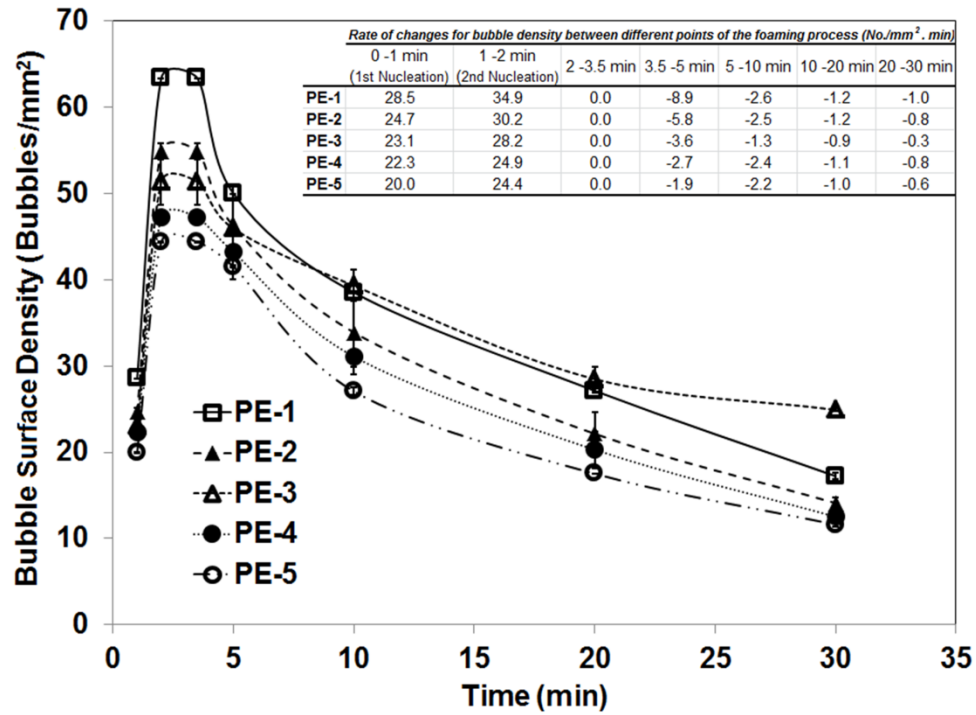 70
60
50
40
30
20
10
0
Bubble Surface Density (Bubbles/mm²)
Rate of changes for bubble density between different points of the foaming process (No./mm². min)
0 -1 min 1 -2 min 2 -3.5 min 3.5 -5 min 5 -10 min 10 -20 min 20 -30 min
(1st Nucleation) (2nd Nucleation)
PE-1 28.5 34.9 0.0 -8.9 -2.6 -1.2 -1.0
PE-2 24.7 30.2 0.0 -5.8 -2.5 -1.2 -0.8
PE-3 23.1 28.2 0.0 -3.6 -1.3 -0.9 -0.3
PE-4 22.3 24.9 0.0 -2.7 -2.4 -1.1 -0.8
PE-5 20.0 24.4 0.0 -1.9 -2.2 -1.0 -0.6
PE-1
PE-2
PE-3
PE-4
PE-5
0 5 10 15 20 25 30 35
Time (min)